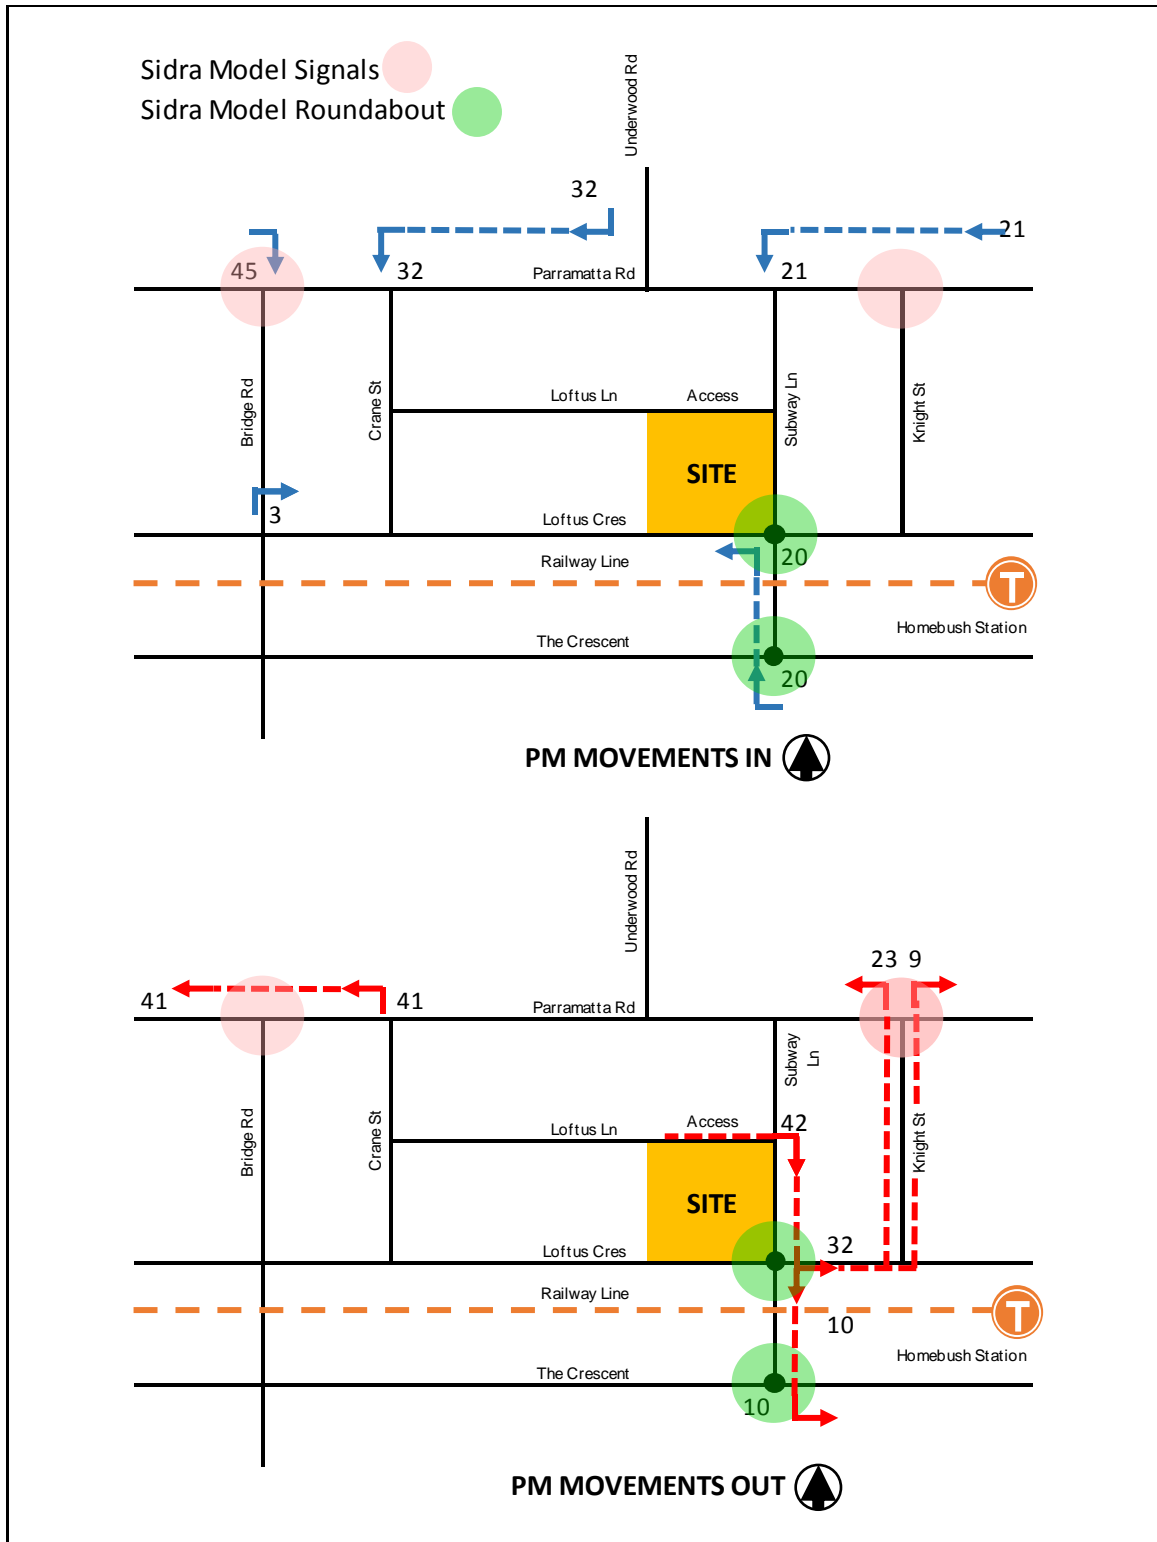 Sidra Model Signals
Sidra Model Roundabout
Underwood Rd
32
21
45
32
Parramatta Rd
21
Bridge Rd
Crane St
Loftus Ln
Access
Subway Ln
Knight St
SITE
3
Loftus Cres
20
Railway Line
T
Homebush Station
The Crescent
20
PM MOVEMENTS IN
Underwood Rd
23 9
41
41
Parramatta Rd
Subway
Ln
Bridge Rd
Crane St
Loftus Ln
Access
42
Knight St
SITE
32
Loftus Cres
Railway Line
10
T
Homebush Station
The Crescent
10
PM MOVEMENTS OUT